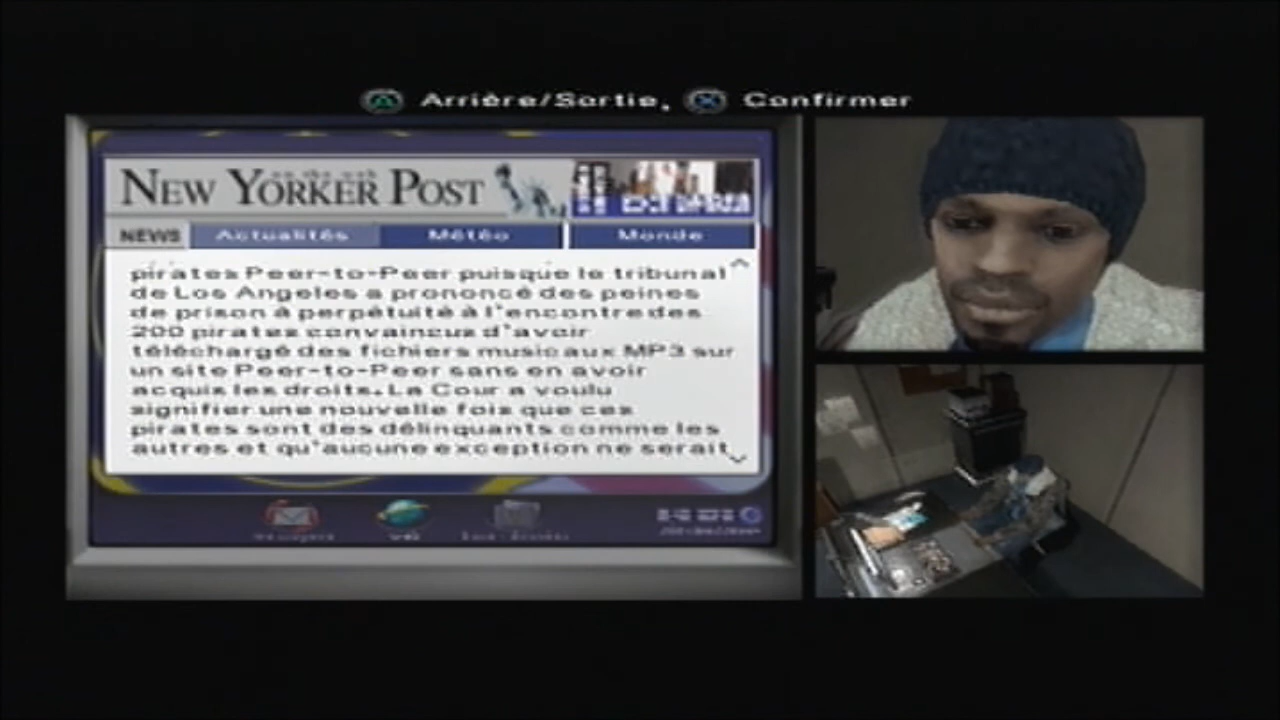 Arrière/Sortie, Confirmer
NEW YORKER POST
on the web
NEWS Actualités Météo Monde
pirates Peer-to-Peer puisque le tribunal
de Los Angeles a prononcé des peines
de prison à perpétuité à l'encontre des
200 pirates convaincus d'avoir
téléchargé des fichiers musicaux MP3 sur
un site Peer-to-Peer sans en avoir
acquis les droits. La Cour a voulu
signifier une nouvelle fois que ces
pirates sont des délinquants comme les
autres et qu'aucune exception ne serait